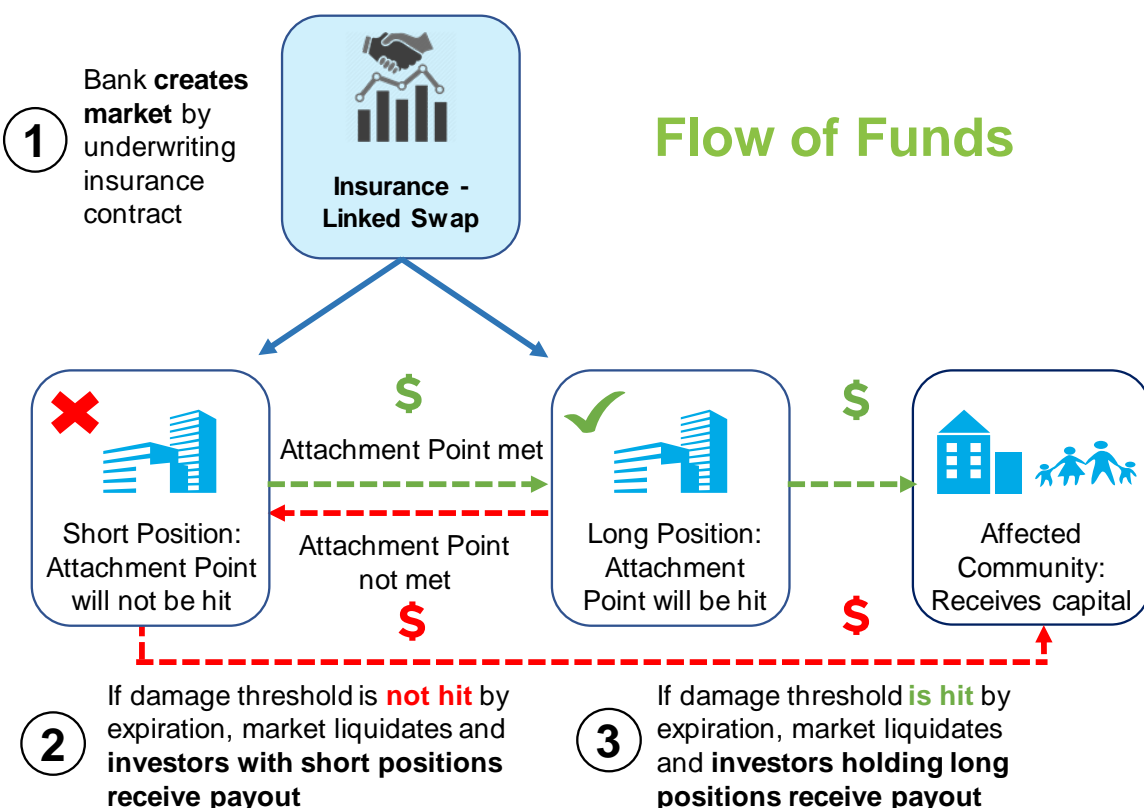 Flow of Funds
1
Bank creates
market by
underwriting
insurance
contract
Insurance -
Linked Swap
$
Attachment Point met
Attachment Point
not met
$
$
$
Short Position:
Attachment Point
will not be hit
Long Position:
Attachment
Point will be hit
Affected
Community:
Receives capital
2
If damage threshold is not hit by
expiration, market liquidates and
investors with short positions
receive payout
3
If damage threshold is hit by
expiration, market liquidates
and investors holding long
positions receive payout